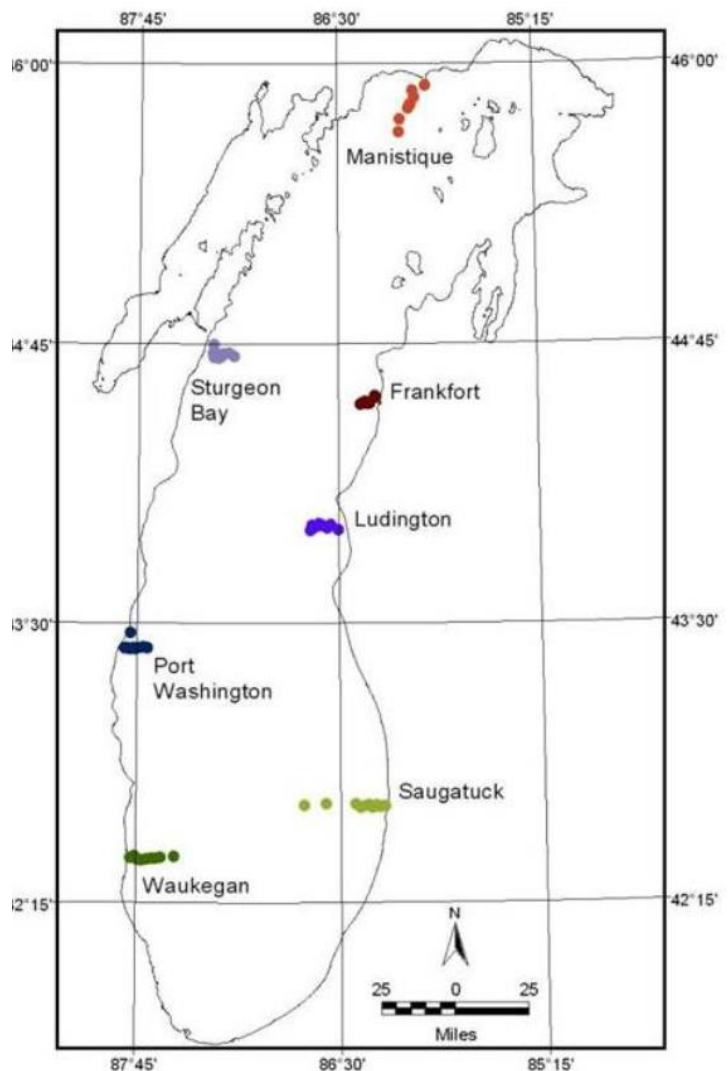 87°45'
86°30'
85°15'
46°00'
46°00'
Manistique
44°45'
44°45'
Sturgeon
Bay
Frankfort
Ludington
43°30'
43°30'
Port
Washington
Saugatuck
Waukegan
42°15'
42°15'
N
25
0
25
Miles
87°45'
86°30'
85°15'